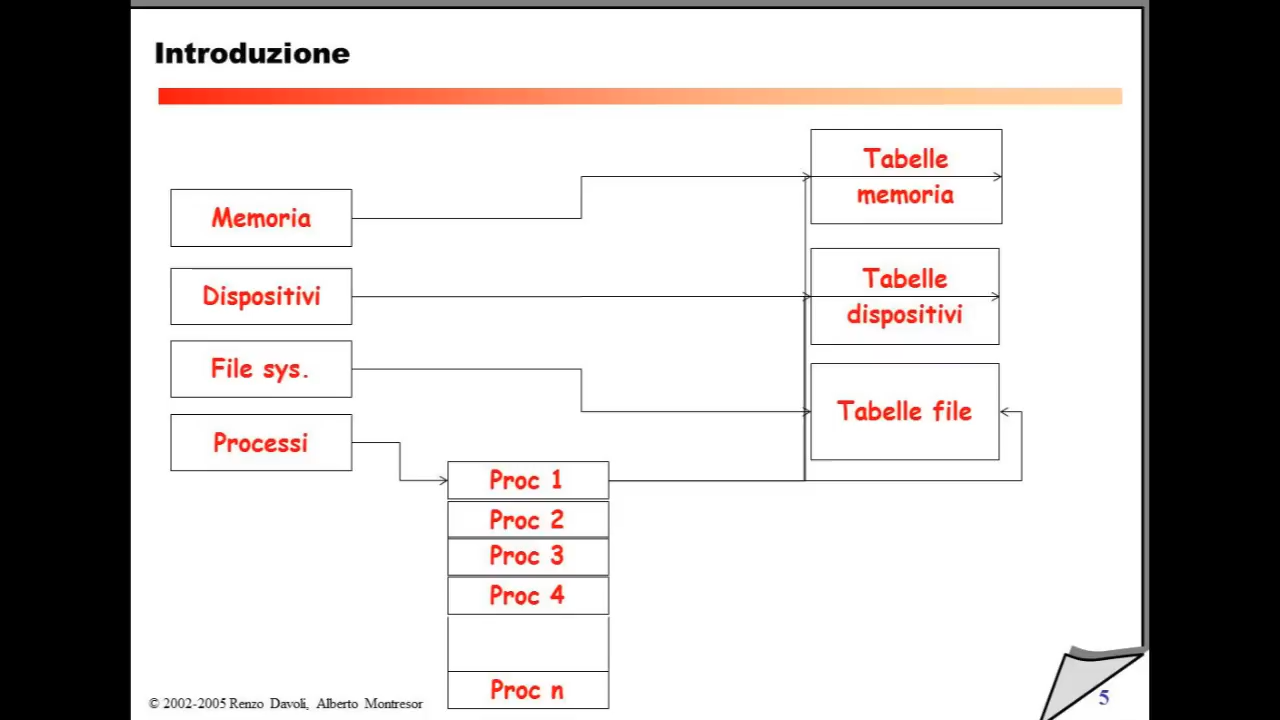 Introduzione
Tabelle
memoria
Memoria
Tabelle
dispositivi
Dispositivi
File sys.
Tabelle file
Processi
Proc 1
Proc 2
Proc 3
Proc 4
Proc n
© 2002-2005 Renzo Davoli, Alberto Montresor
5